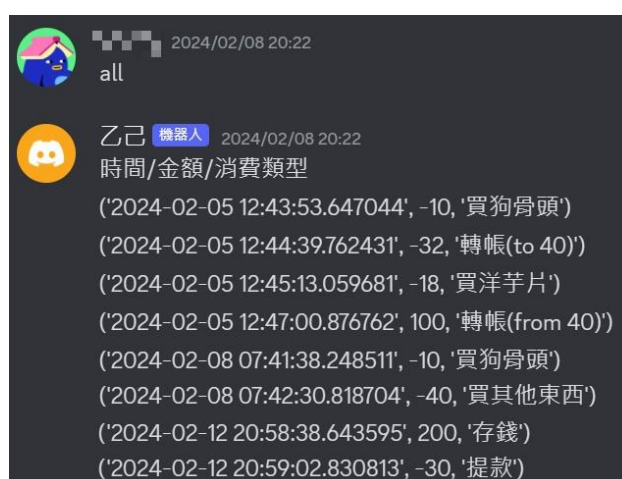 2024/02/08 20:22
all
乙己 機器人 2024/02/08 20:22
時間/金額/消費類型
('2024-02-05 12:43:53.647044', -10, '買狗骨頭')
('2024-02-05 12:44:39.762431', -32, '轉帳(to 40)')
('2024-02-05 12:45:13.059681', -18, '買洋芋片')
('2024-02-05 12:47:00.876762', 100, '轉帳(from 40)')
('2024-02-08 07:41:38.248511', -10, '買狗骨頭')
('2024-02-08 07:42:30.818704', -40, '買其他東西')
('2024-02-12 20:58:38.643595', 200, '存錢')
('2024-02-12 20:59:02.830813', -30, '提款')